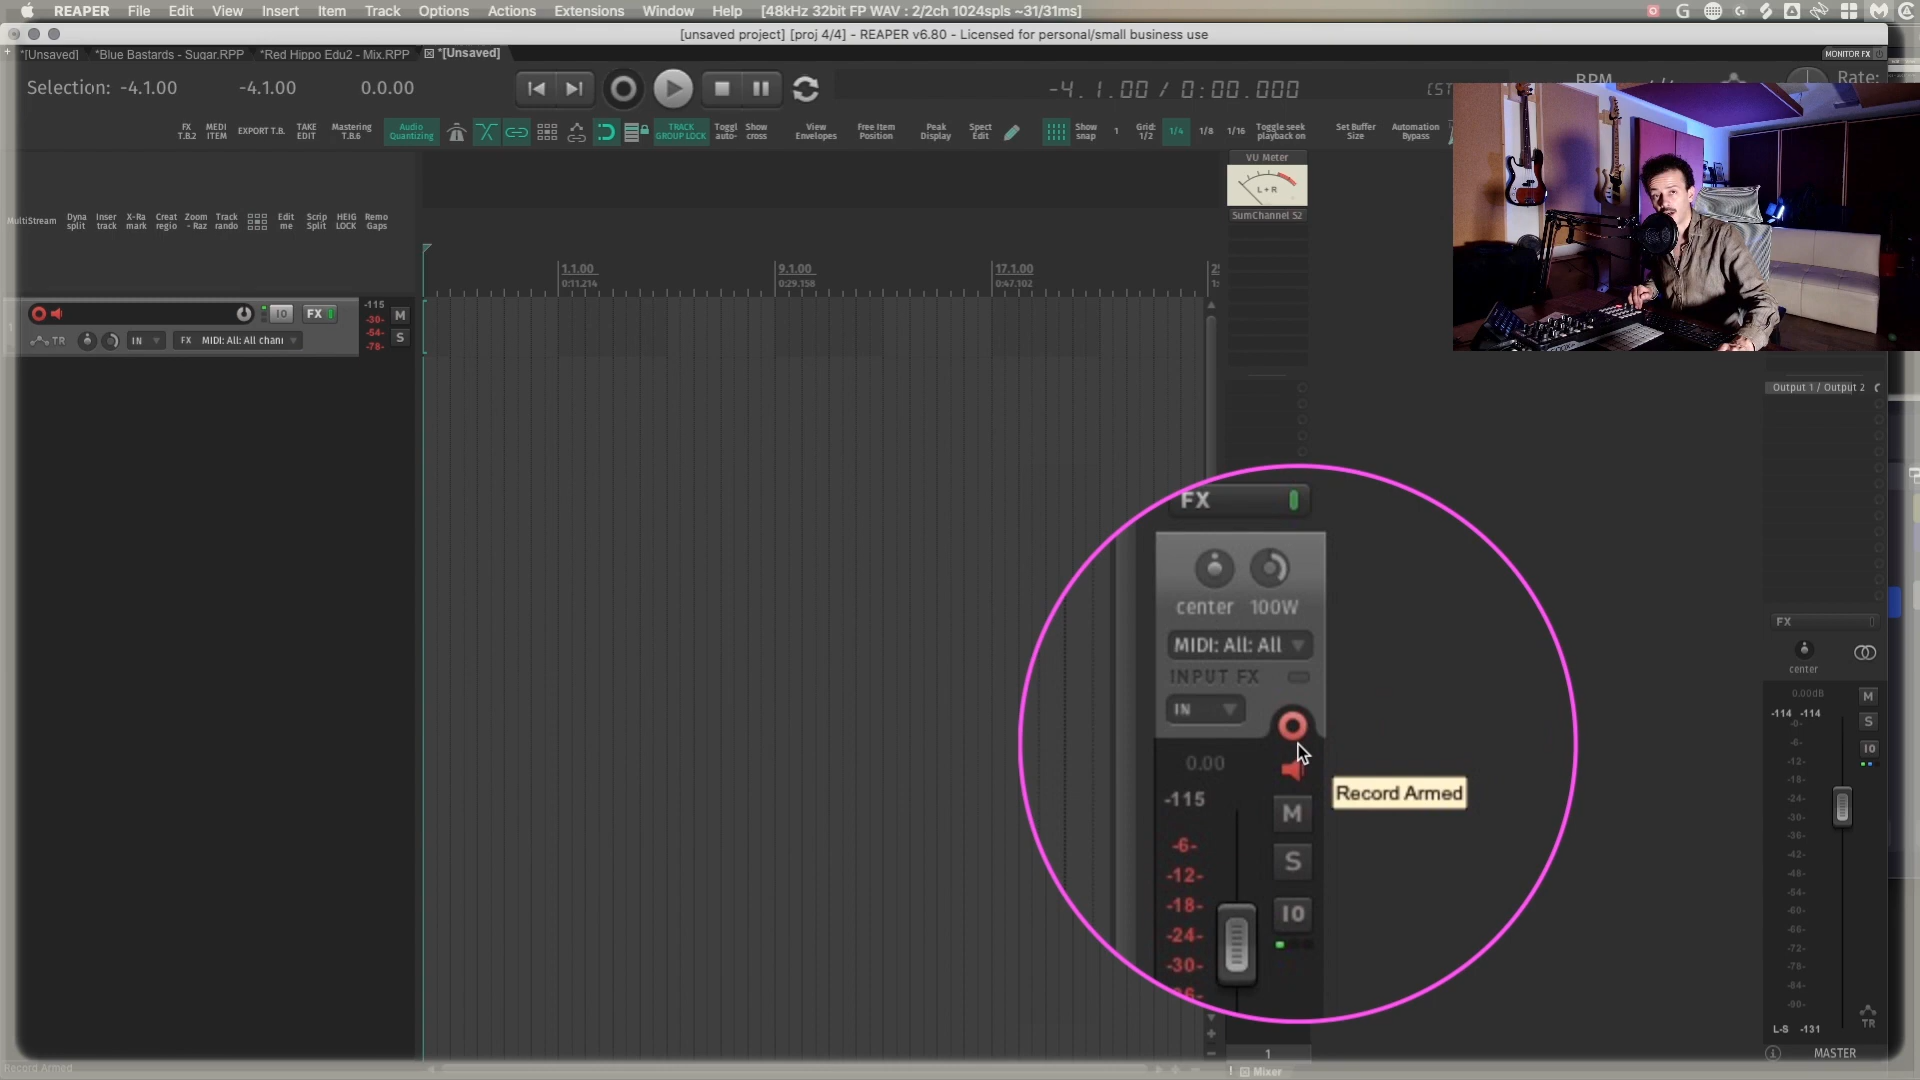 REAPER File Edit View Insert Item Track Options Actions Extensions Window Help [48kHz 32bit FP WAV : 2/2ch 1024spls ~31/31ms]
[unsaved project] [proj 4/4] - REAPER v6.80 - Licensed for personal/small business use
*[Unsaved] *Blue Bastards - Sugar.RPP *Red Hippo Edu2 - Mix.RPP *[Unsaved]
MONITOR FX
Selection: -4.1.00 -4.1.00 0.0.00
-4.1.00 / 0:00.000
BPM
Rate:
FX T.B.2
MEDI ITEM
EXPORT T.B.
TAKE EDIT
Mastering T.B.6
Audio Quantizing
TRACK GROUP LOCK
Toggl auto-
Show cross
View Envelopes
Free Item Position
Peak Display
Spect Edit
Show snap
1
Grid: 1/2
1/4
1/8
1/16
Toggle seek playback on
Set Buffer Size
Automation Bypass
VU Meter
L+R
SumChannel S2
MultiStream
Dyna split
Inser track
X-Ra mark
Creat regio
Zoom - Raz
Track rando
Edit me
Scrip Split
HEIG LOCK
Remo Gaps
1.1.00 9.1.00 17.1.00
0:11.214 0:29.158 0:47.102
IO FX -115 M
-30-
-54- S
-78-
TR IN FX MIDI: All: All chani
Output 1 / Output 2
FX
center 100W
MIDI: All: All
INPUT FX
IN
0.00
-115
Record Armed
M
-6-
S
-12-
-18-
IO
-24-
-30-
1
Mixer
FX
center
0.00dB
M
-114 -114
S
-0-
-6-
IO
-12-
-18-
-24-
-30-
-36-
-42-
-48-
-54-
-60-
-66-
-72-
-78-
-84-
-90-
TR
L-S -131
MASTER
Record Armed